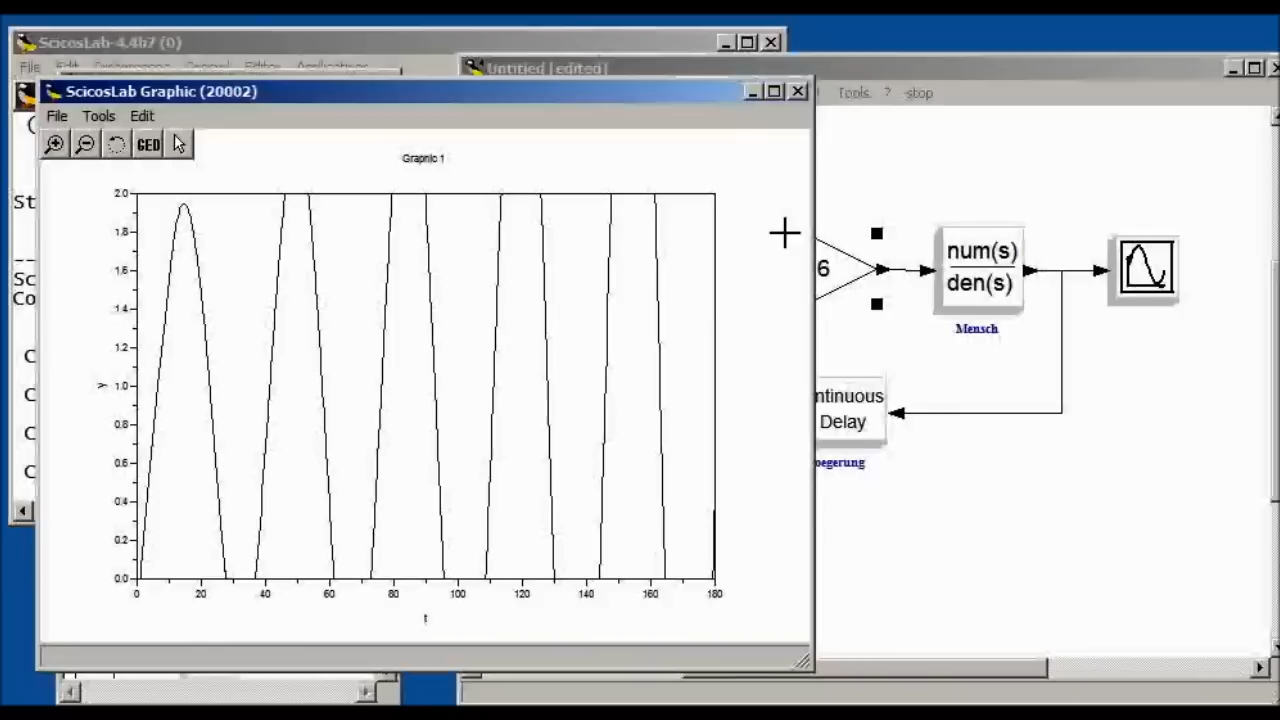 ScicosLab-4.4b7 (0)
File Edit
Untitled [edited]
ScicosLab Graphic (20002)
Tools ? stop
File Tools Edit
GED
Graphic 1
2.0
1.8
1.6
1.4
1.2
1.0
0.8
0.6
0.4
0.2
0.0
y
0 20 40 60 80 100 120 140 160 180
t
(
St
Sc
Co
C
C
C
C
6
num(s)
den(s)
Mensch
ntinuous
Delay
oegerung